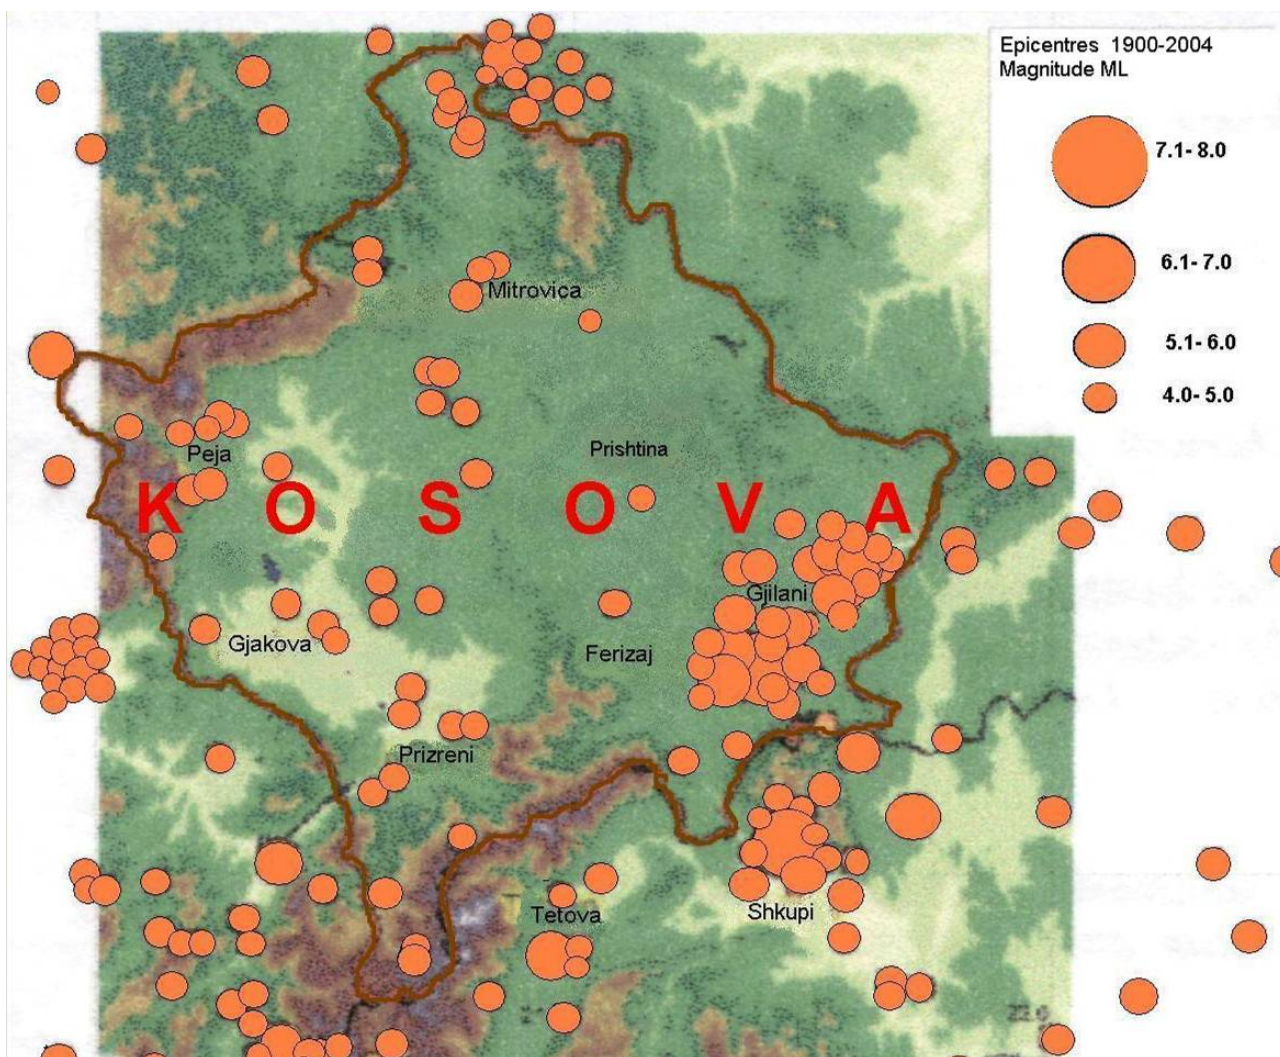 Epicentres 1900-2004
Magnitude ML
7.1- 8.0
6.1- 7.0
5.1- 6.0
4.0- 5.0
Mitrovica
Prishtina
Peja
K O S O V A
Gjilani
Gjakova
Ferizaj
Prizreni
Tetova
Shkupi